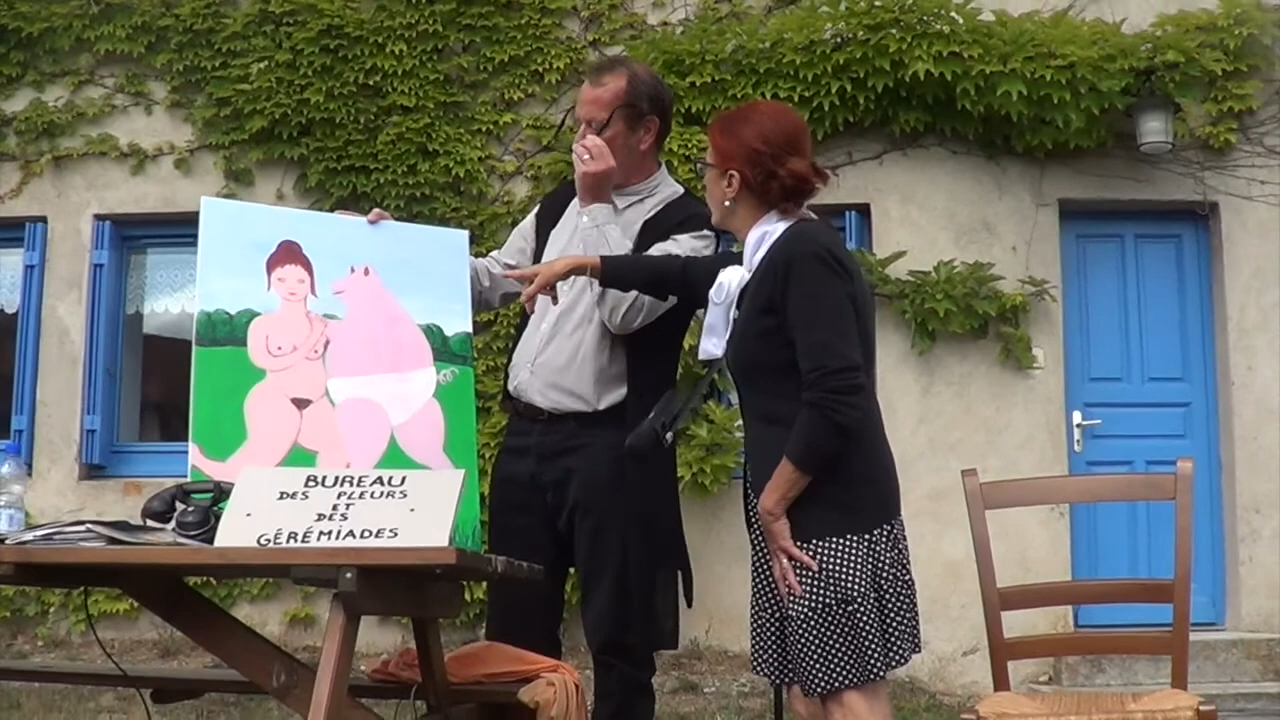 BUREAU
DES PLEURS
ET
DES
GÉRÉMIADES